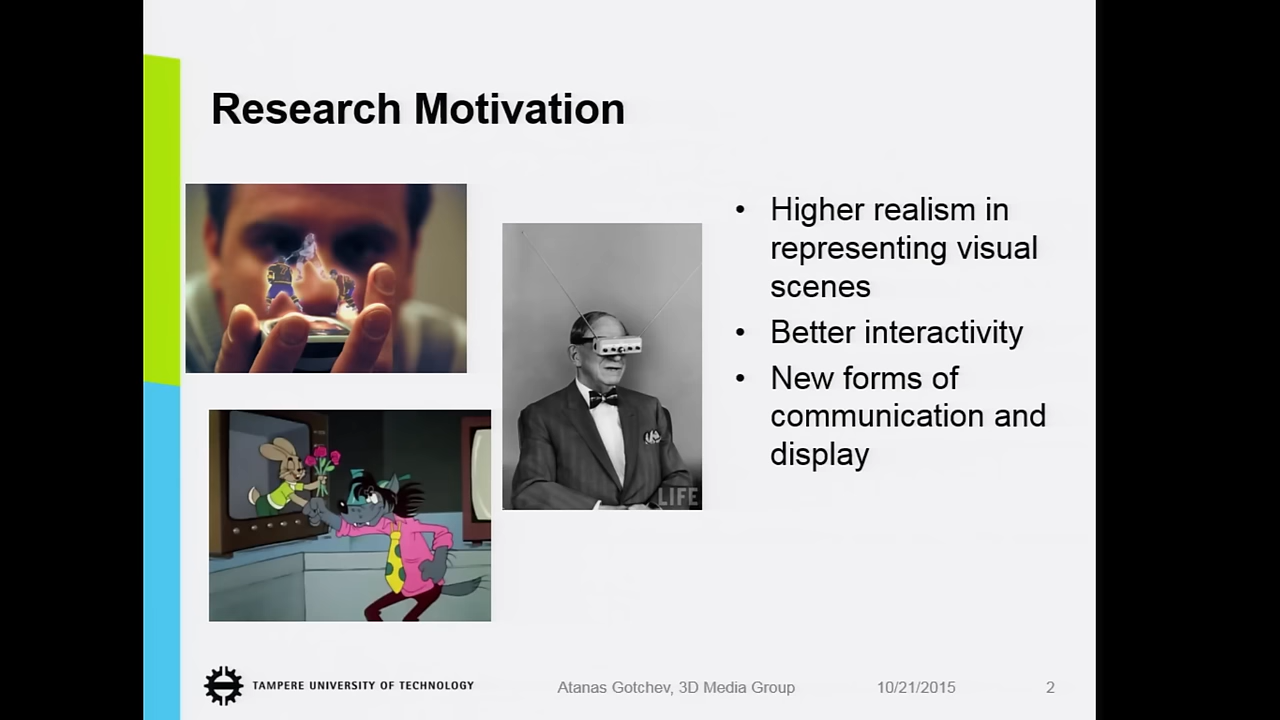 Research Motivation
• Higher realism in
representing visual
scenes
• Better interactivity
• New forms of
communication and
display
LIFE
TAMPERE UNIVERSITY OF TECHNOLOGY
Atanas Gotchev, 3D Media Group
10/21/2015
2